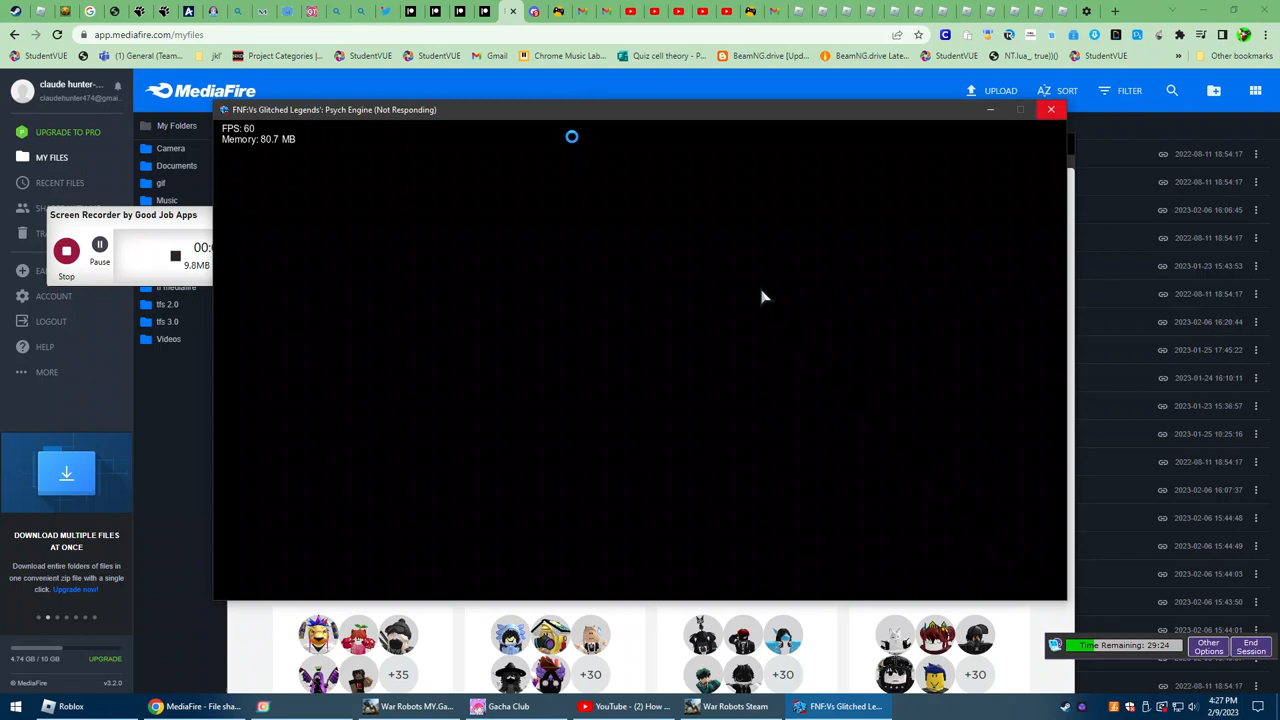 app.mediafire.com/myfiles
StudentVUE
(1) General (Team...
jkl'
Project Categories |...
StudentVUE
StudentVUE
Gmail
Chrome Music Lab...
Quiz cell theory – P...
BeamNG.drive [Upd...
BeamNG.drive Late...
StudentVUE
NT.lua_ :true))()
StudentVUE
»
Other bookmarks
claude hunter-...
claudehunter474@gmai...
MediaFire
UPLOAD
SORT
FILTER
UPGRADE TO PRO
MY FILES
RECENT FILES
ACCOUNT
LOGOUT
HELP
MORE
My Folders
Camera
Documents
gif
Music
tfs 2.0
tfs 3.0
Videos
Screen Recorder by Good Job Apps
Stop
Pause
9.8MB
FNF:Vs Glitched Legends': Psych Engine (Not Responding)
FPS: 60
Memory: 80.7 MB
2022-08-11 18:54:17
2022-08-11 18:54:17
2023-02-06 16:06:45
2022-08-11 18:54:17
2023-01-23 15:43:53
2022-08-11 18:54:17
2023-02-06 16:20:44
2023-01-25 17:45:22
2023-01-24 16:10:11
2023-01-23 15:36:57
2023-01-25 10:25:16
2022-08-11 18:54:17
2023-02-06 16:07:37
2023-02-06 15:44:48
2023-02-06 15:44:49
2023-02-06 15:44:03
2023-02-06 15:43:50
2022-08-11 18:54:17
DOWNLOAD MULTIPLE FILES
AT ONCE
Download entire folders of files in
one convenient zip file with a single
click. Upgrade now!
4.74 GB / 10 GB
UPGRADE
© MediaFire
v3.2.0
+35
+30
+30
+30
Time Remaining: 29:24
Other Options
End Session
Roblox
MediaFire - File sha...
War Robots MY.Ga...
Gacha Club
YouTube - (2) How ...
War Robots Steam
FNF:Vs Glitched Le...
4:27 PM
2/9/2023